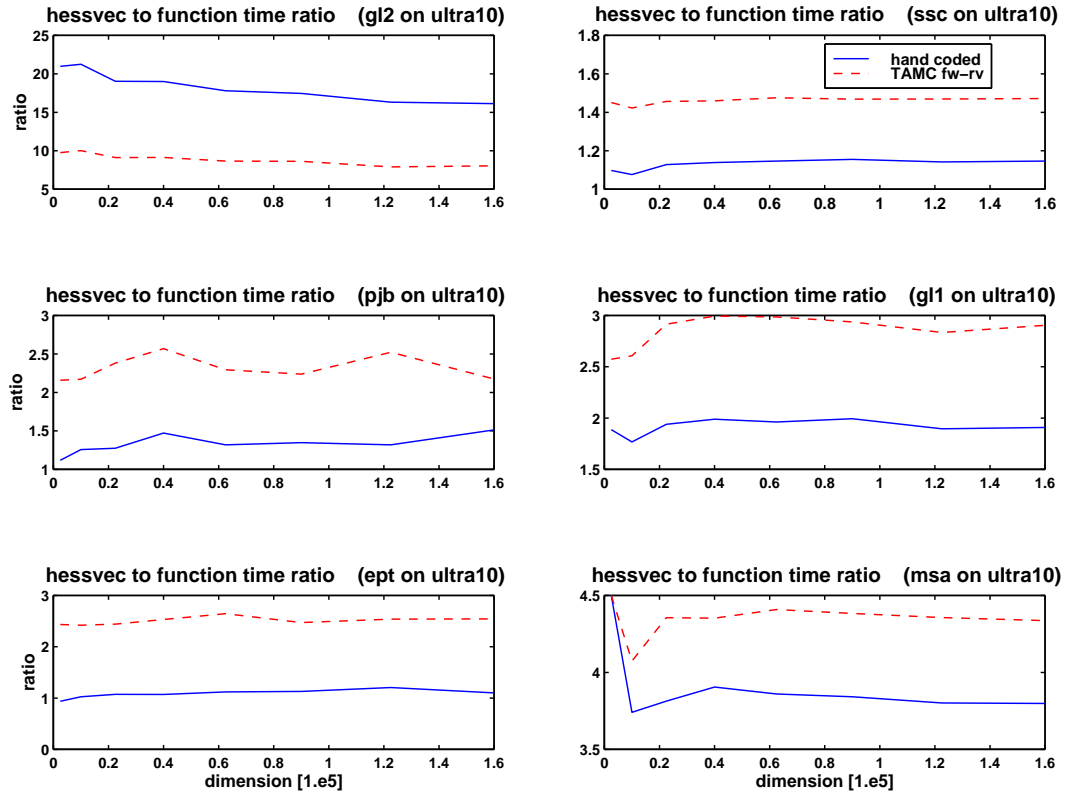 hessvec to function time ratio (gl2 on ultra10)
25
20
15
10
5
ratio
0 0.2 0.4 0.6 0.8 1 1.2 1.4 1.6
hessvec to function time ratio (ssc on ultra10)
1.8
1.6
1.4
1.2
1
hand coded
TAMC fw-rv
0 0.2 0.4 0.6 0.8 1 1.2 1.4 1.6
hessvec to function time ratio (pjb on ultra10)
3
2.5
2
1.5
1
ratio
0 0.2 0.4 0.6 0.8 1 1.2 1.4 1.6
hessvec to function time ratio (gl1 on ultra10)
3
2.5
2
1.5
0 0.2 0.4 0.6 0.8 1 1.2 1.4 1.6
hessvec to function time ratio (ept on ultra10)
3
2
1
0
ratio
0 0.2 0.4 0.6 0.8 1 1.2 1.4 1.6
dimension [1.e5]
hessvec to function time ratio (msa on ultra10)
4.5
4
3.5
0 0.2 0.4 0.6 0.8 1 1.2 1.4 1.6
dimension [1.e5]